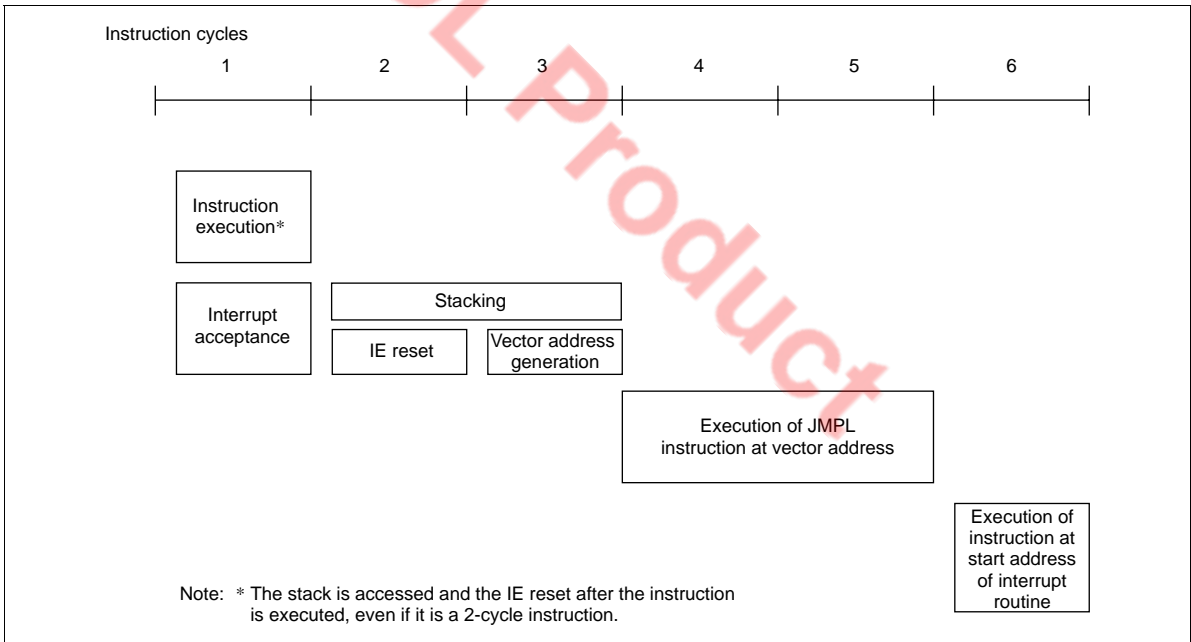 Instruction cycles
1 2 3 4 5 6
Instruction
execution*
Interrupt
acceptance
Stacking
IE reset
Vector address
generation
Execution of JMPL
instruction at vector address
Execution of
instruction at
start address
of interrupt
routine
Note: * The stack is accessed and the IE reset after the instruction
is executed, even if it is a 2-cycle instruction.
L Product